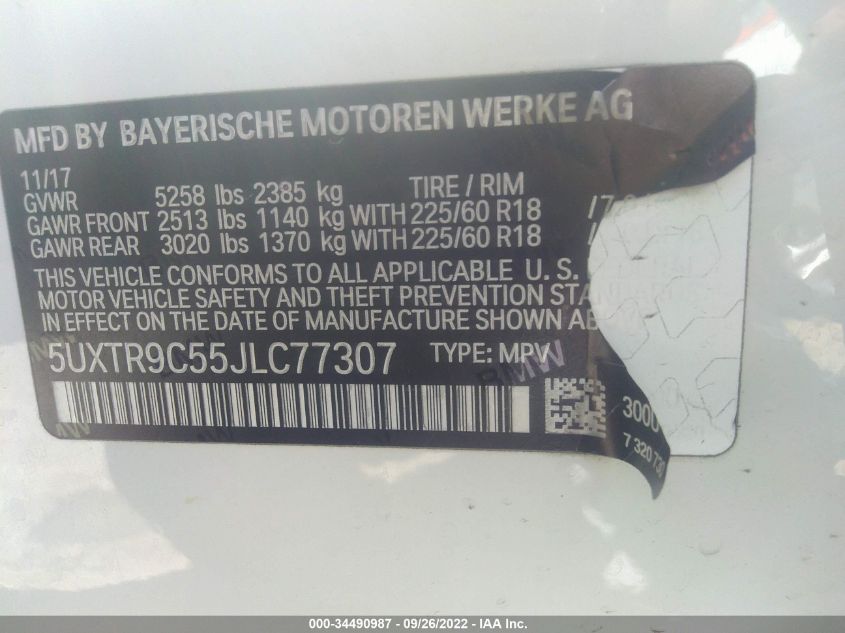 MFD BY BAYERISCHE MOTOREN WERKE AG
11/17
GVWR 5258 lbs 2385 kg TIRE / RIM
GAWR FRONT 2513 lbs 1140 kg WITH 225/60 R18
GAWR REAR 3020 lbs 1370 kg WITH 225/60 R18
THIS VEHICLE CONFORMS TO ALL APPLICABLE U. S.
MOTOR VEHICLE SAFETY AND THEFT PREVENTION
IN EFFECT ON THE DATE OF MANUFACTURE SHOWN
5UXTR9C55JLC77307 TYPE: MPV
BMW
7 320 730
000-34490987 - 09/26/2022 - IAA Inc.